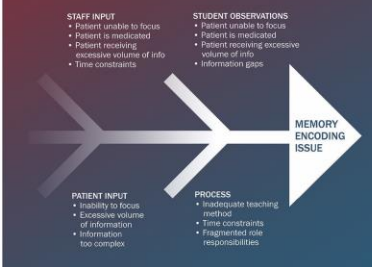 STAFF INPUT
• Patient unable to focus
• Patient is medicated
• Patient receiving
excessive volume of info
• Time constraints
STUDENT OBSERVATIONS
• Patient unable to focus
• Patient is medicated
• Patient receiving excessive
volume of info
• Information gaps
MEMORY
ENCODING
ISSUE
PATIENT INPUT
• Inability to focus
• Excessive volume
of information
• Information
too complex
PROCESS
• Inadequate teaching
method
• Time constraints
• Fragmented role
responsibilities